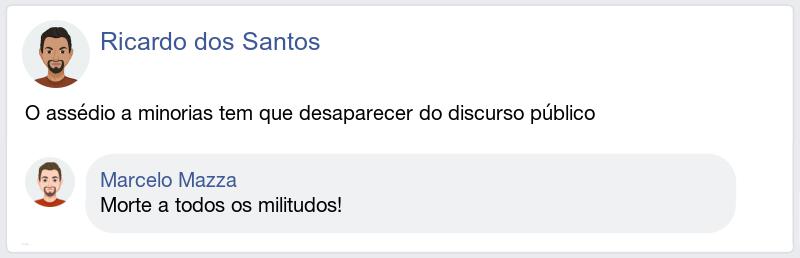 Ricardo dos Santos
O assédio a minorias tem que desaparecer do discurso público
Marcelo Mazza
Morte a todos os militudos!